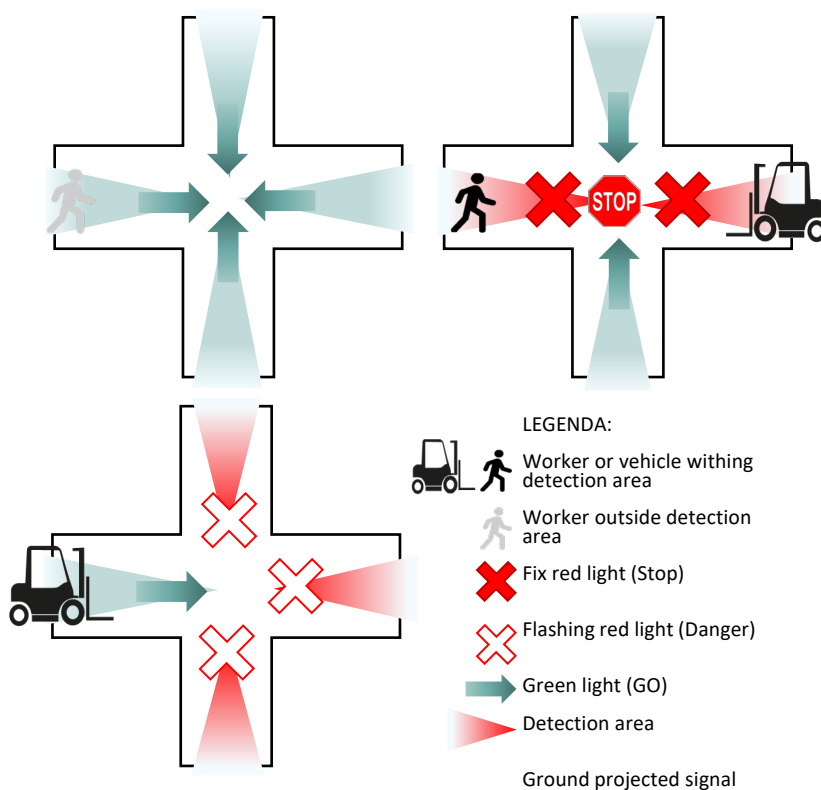 STOP
LEGENDA:
Worker or vehicle withing
detection area
Worker outside detection
area
Fix red light (Stop)
Flashing red light (Danger)
Green light (GO)
Detection area
Ground projected signal